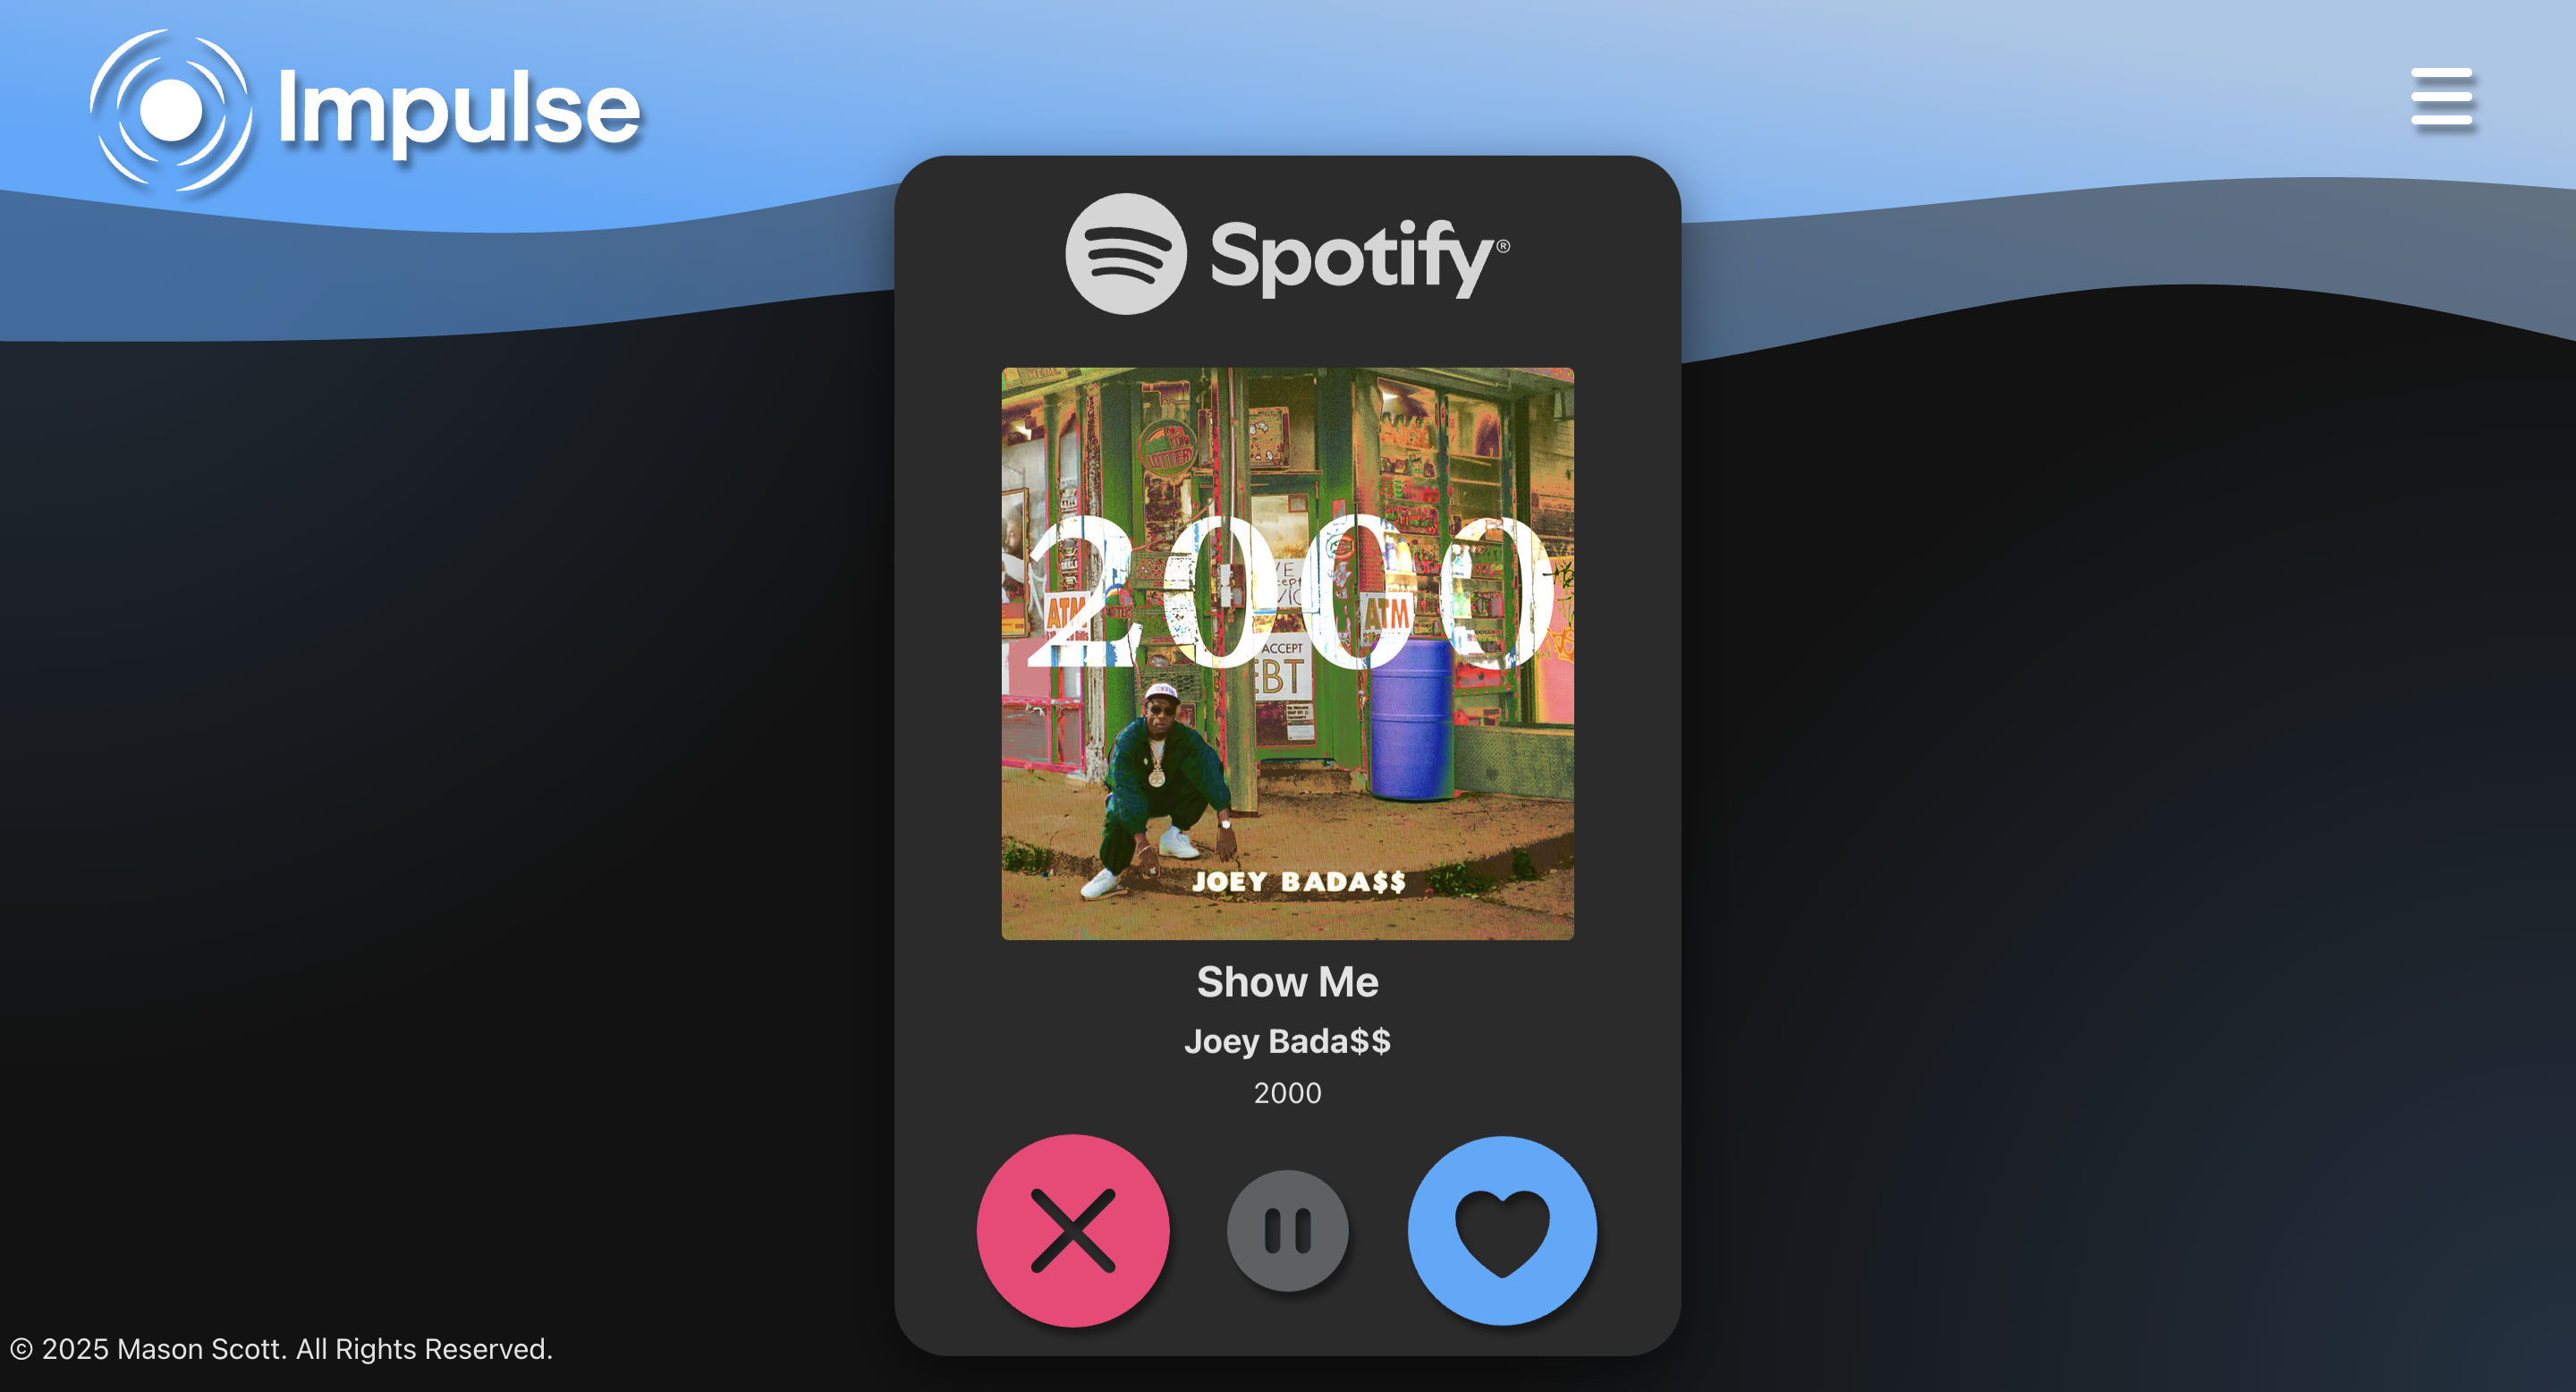 Impulse
Spotify®
2000
ATM
ATM
ACCEPT
EBT
JOEY BADA$$
Show Me
Joey Bada$$
2000
© 2025 Mason Scott. All Rights Reserved.